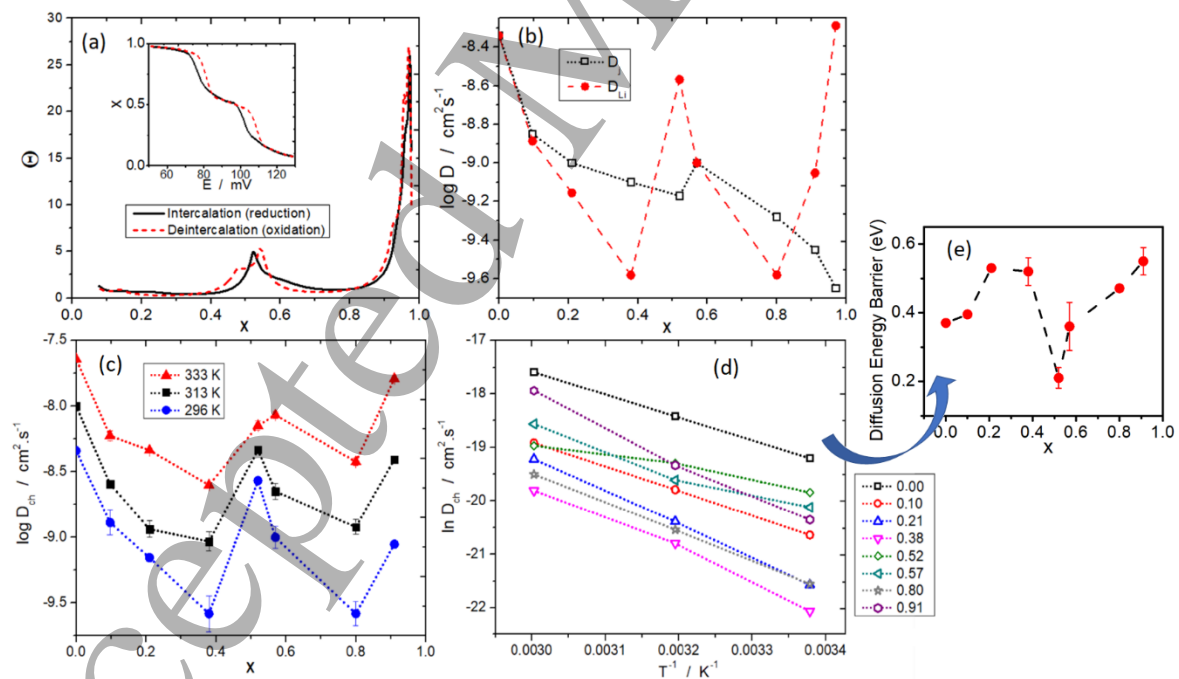 (a)
30
25
20
15
10
5
0
Θ
1.0
0.5
0.0
X
60 80 100 120
E / mV
Intercalation (reduction)
Deintercalation (oxidation)
0.0 0.2 0.4 0.6 0.8 1.0
X
(b)
-8.4
-8.6
-8.8
-9.0
-9.2
-9.4
-9.6
log D / cm²s⁻¹
D
D_Li
0.0 0.2 0.4 0.6 0.8 1.0
X
(c)
-7.5
-8.0
-8.5
-9.0
-9.5
log D_ch / cm².s⁻¹
333 K
313 K
296 K
0.0 0.2 0.4 0.6 0.8 1.0
X
(d)
-17
-18
-19
-20
-21
-22
ln D_ch / cm².s⁻¹
0.0030 0.0031 0.0032 0.0033 0.0034
T⁻¹ / K⁻¹
0.00
0.10
0.21
0.38
0.52
0.57
0.80
0.91
(e)
0.6
0.4
0.2
Diffusion Energy Barrier (eV)
0.0 0.2 0.4 0.6 0.8 1.0
X
cepted M